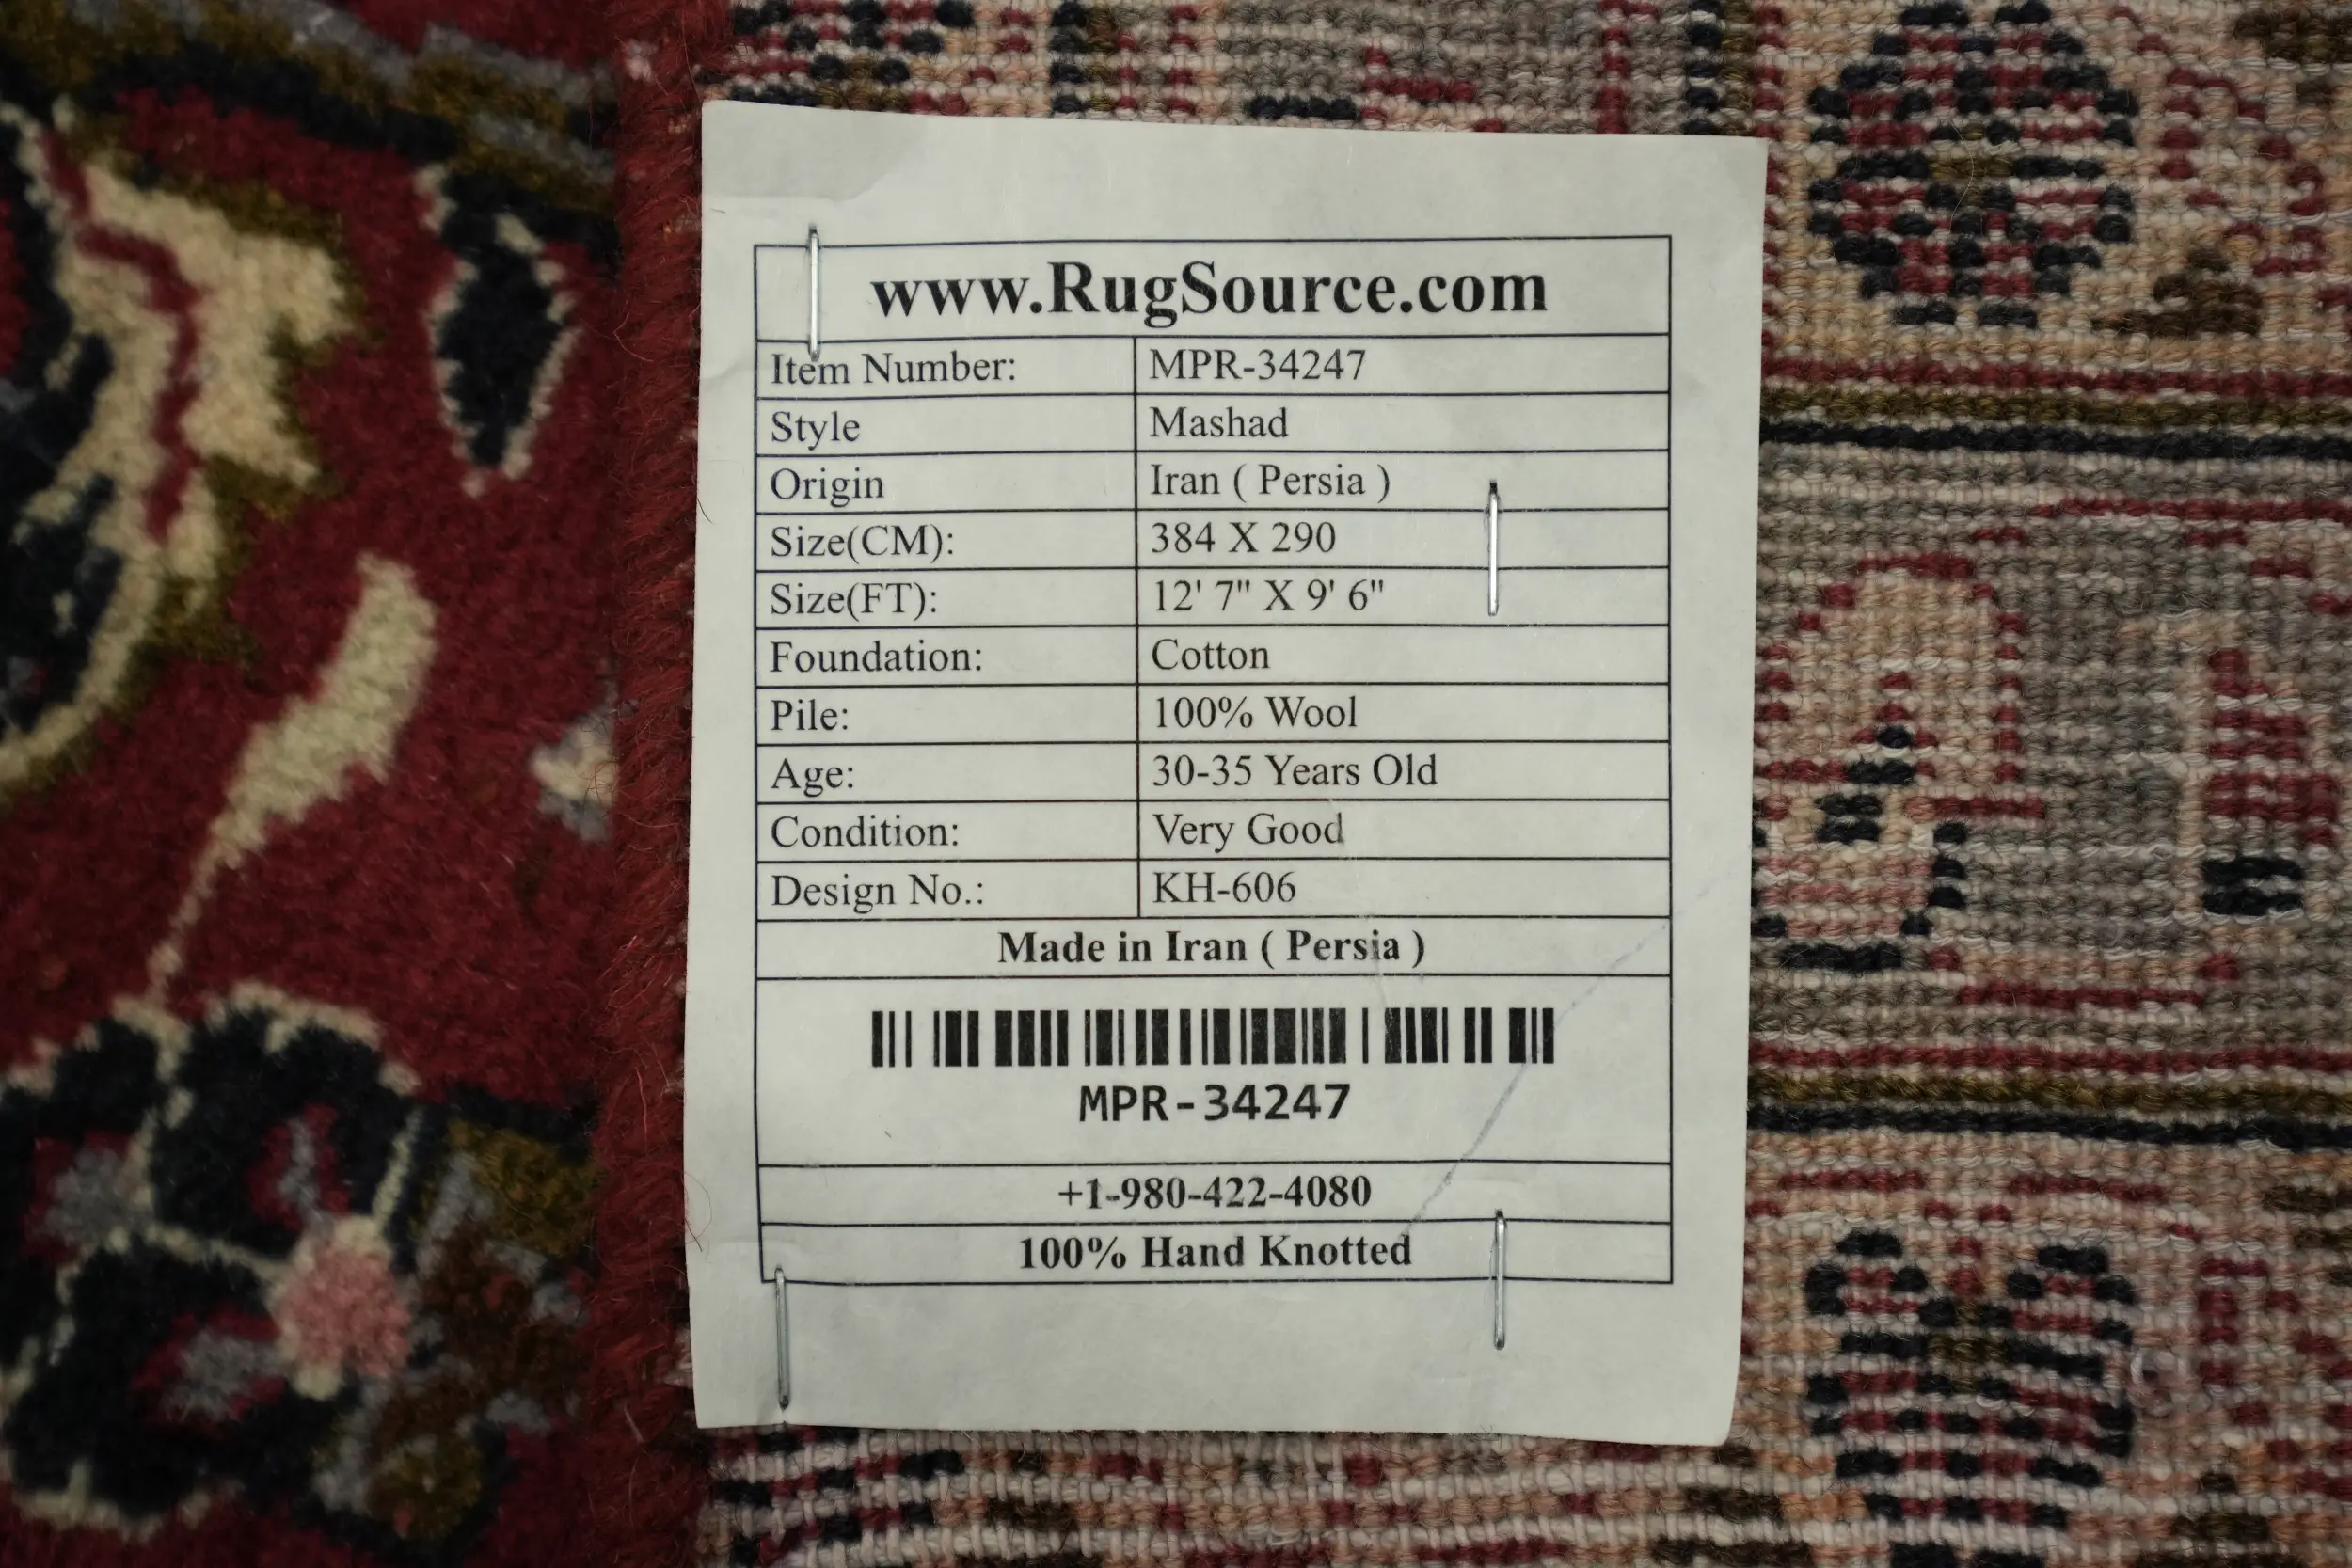 www.RugSource.com
Item Number: MPR-34247
Style Mashad
Origin Iran ( Persia )
Size(CM): 384 X 290
Size(FT): 12' 7" X 9' 6"
Foundation: Cotton
Pile: 100% Wool
Age: 30-35 Years Old
Condition: Very Good
Design No.: KH-606
Made in Iran ( Persia )
MPR-34247
+1-980-422-4080
100% Hand Knotted